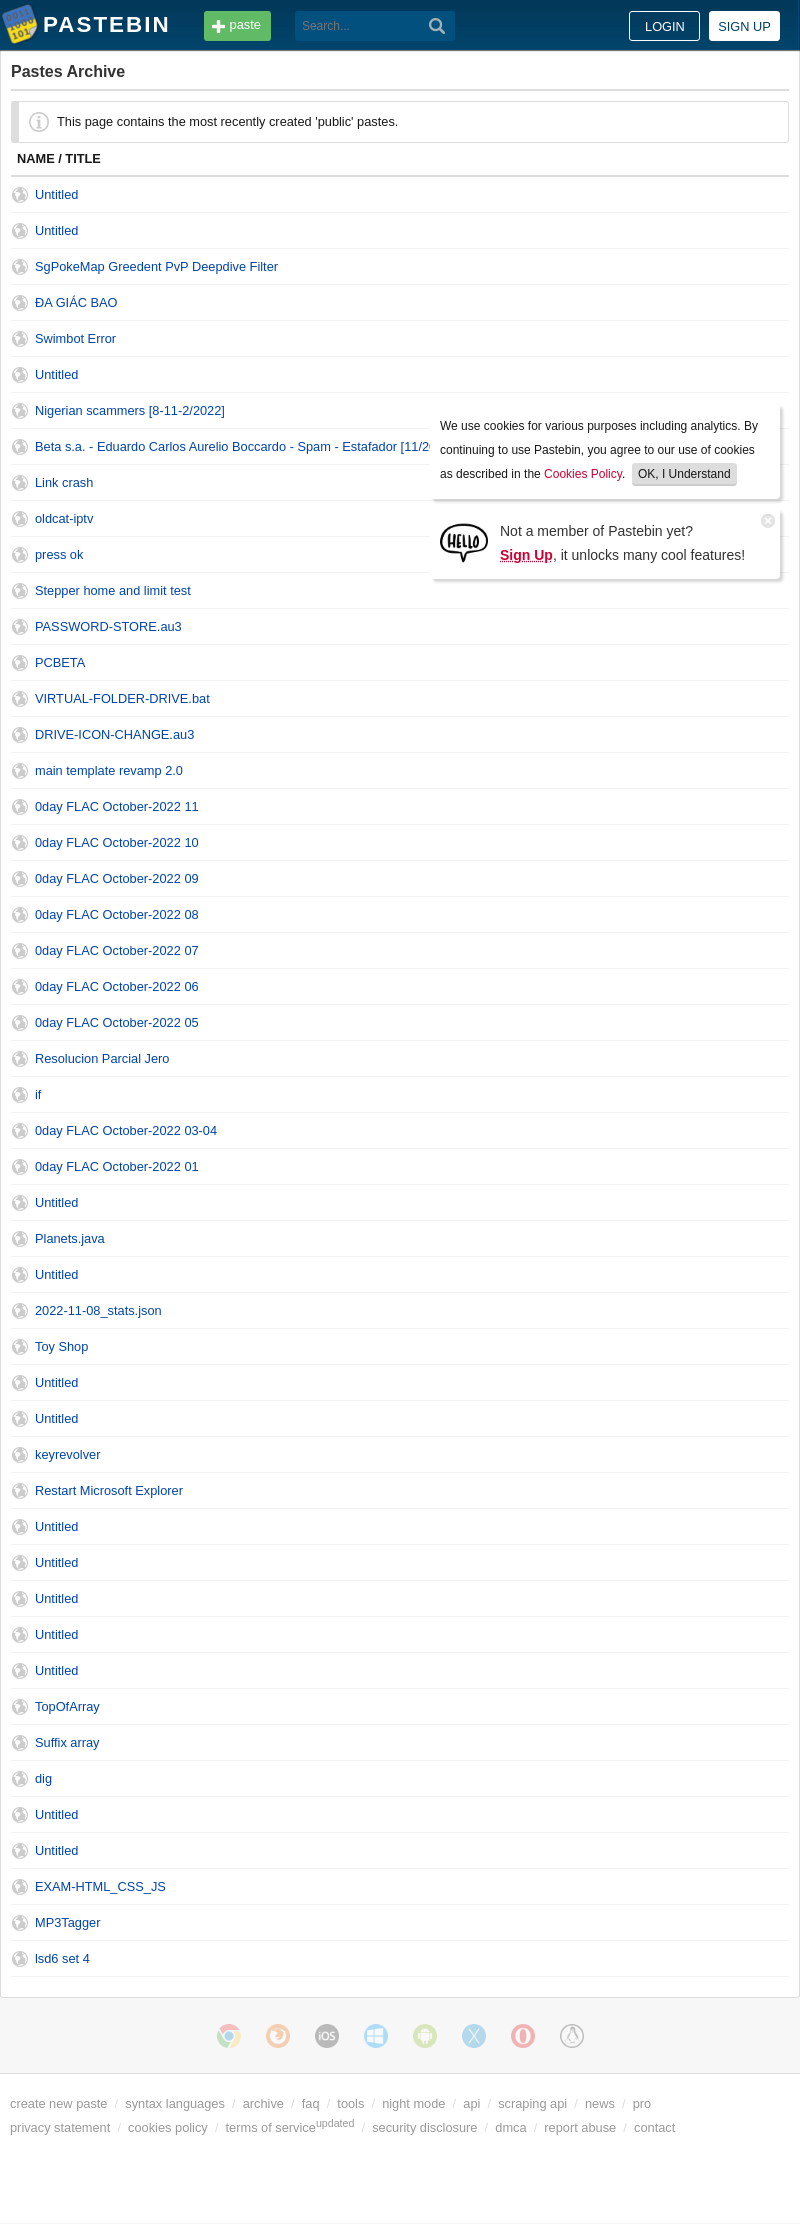 PASTEBIN
paste
Search...
LOGIN
SIGN UP
Pastes Archive
This page contains the most recently created 'public' pastes.
NAME / TITLE
Untitled
Untitled
SgPokeMap Greedent PvP Deepdive Filter
ĐA GIÁC BAO
Swimbot Error
Untitled
Nigerian scammers [8-11-2/2022]
Beta s.a. - Eduardo Carlos Aurelio Boccardo - Spam - Estafador
Link crash
oldcat-iptv
press ok
We use cookies for various purposes including analytics. By
continuing to use Pastebin, you agree to our use of cookies
as described in the Cookies Policy. OK, I Understand
HELLO
Not a member of Pastebin yet?
Sign Up, it unlocks many cool features!
Stepper home and limit test
PASSWORD-STORE.au3
PCBETA
VIRTUAL-FOLDER-DRIVE.bat
DRIVE-ICON-CHANGE.au3
main template revamp 2.0
0day FLAC October-2022 11
0day FLAC October-2022 10
0day FLAC October-2022 09
0day FLAC October-2022 08
0day FLAC October-2022 07
0day FLAC October-2022 06
0day FLAC October-2022 05
Resolucion Parcial Jero
if
0day FLAC October-2022 03-04
0day FLAC October-2022 01
Untitled
Planets.java
Untitled
2022-11-08_stats.json
Toy Shop
Untitled
Untitled
keyrevolver
Restart Microsoft Explorer
Untitled
Untitled
Untitled
Untitled
Untitled
TopOfArray
Suffix array
dig
Untitled
Untitled
EXAM-HTML_CSS_JS
MP3Tagger
lsd6 set 4
iOS
create new paste / syntax languages / archive / faq / tools / night mode / api / scraping api / news / pro
privacy statement / cookies policy / terms of service updated / security disclosure / dmca / report abuse / contact